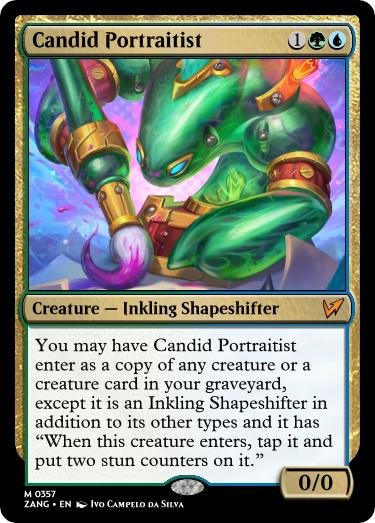 Candid Portraitist
1
Creature — Inkling Shapeshifter
You may have Candid Portraitist
enter as a copy of any creature or a
creature card in your graveyard,
except it is an Inkling Shapeshifter in
addition to its other types and it has
“When this creature enters, tap it and
put two stun counters on it.”
0/0
M 0357
ZANG • EN Ivo Campelo da Silva